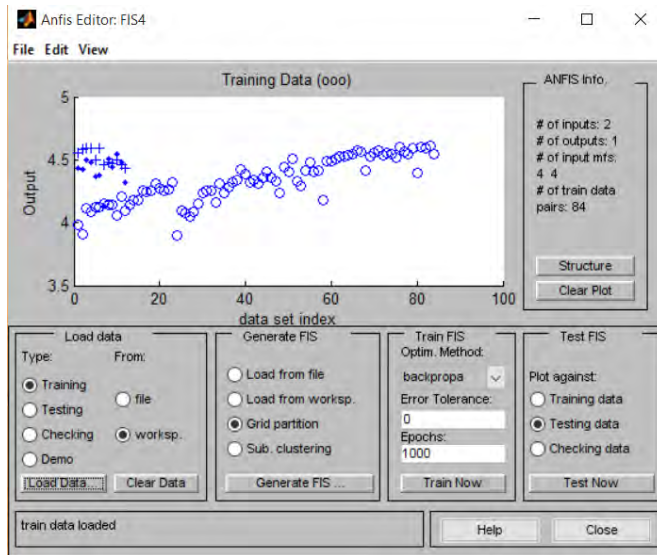 Anfis Editor: FIS4
File Edit View
Training Data (ooo)
5
4.5
4
3.5
Output
0 20 40 60 80 100
data set index
ANFIS Info.
# of inputs: 2
# of outputs: 1
# of input mfs:
4 4
# of train data
pairs: 84
Structure
Clear Plot
Load data
Type: From:
Training
Testing
Checking
Demo
file
worksp.
Load Data... Clear Data
Generate FIS
Load from file
Load from worksp.
Grid partition
Sub. clustering
Generate FIS ...
Train FIS
Optim. Method:
backpropa
Error Tolerance:
0
Epochs:
1000
Train Now
Test FIS
Plot against:
Training data
Testing data
Checking data
Test Now
train data loaded
Help Close